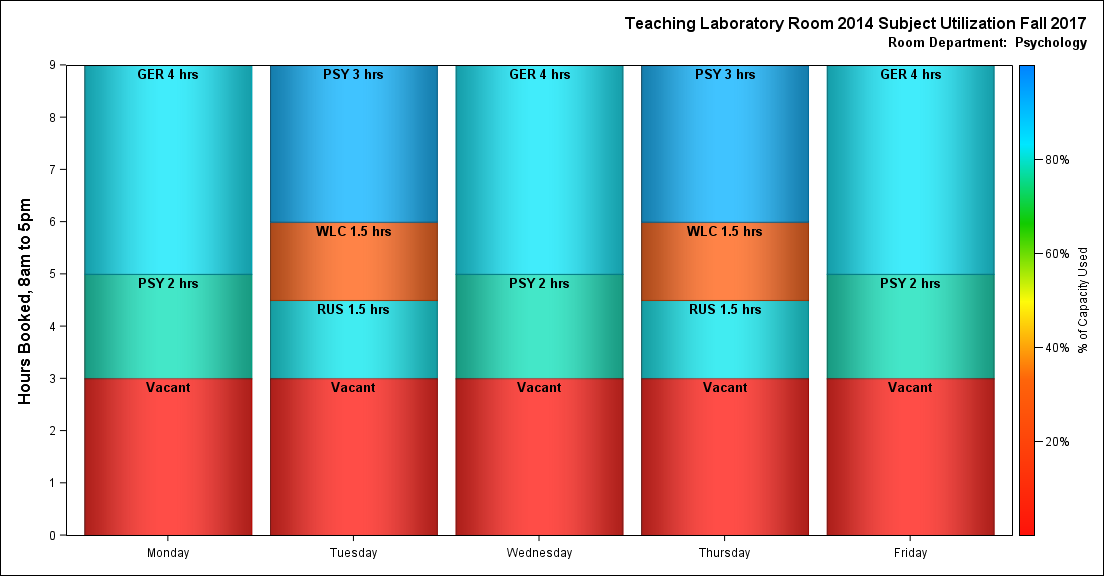 Teaching Laboratory Room 2014 Subject Utilization Fall 2017
Room Department:  Psychology
Hours Booked, 8am to 5pm
9
8
7
6
5
4
3
2
1
0
GER 4 hrs
PSY 2 hrs
Vacant
PSY 3 hrs
WLC 1.5 hrs
RUS 1.5 hrs
Vacant
GER 4 hrs
PSY 2 hrs
Vacant
PSY 3 hrs
WLC 1.5 hrs
RUS 1.5 hrs
Vacant
GER 4 hrs
PSY 2 hrs
Vacant
Monday
Tuesday
Wednesday
Thursday
Friday
80%
60%
40%
20%
% of Capacity Used